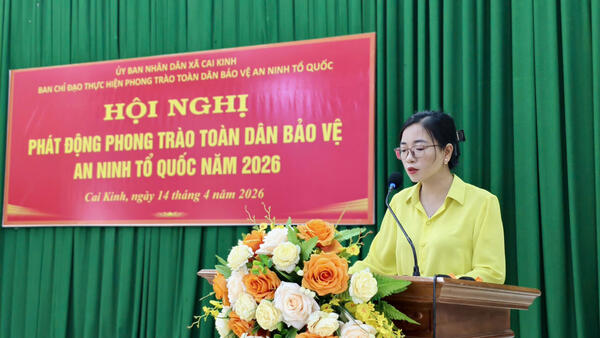 ỦY BAN NHÂN DÂN XÃ CAI KINH
BAN CHỈ ĐẠO THỰC HIỆN PHONG TRÀO TOÀN DÂN BẢO VỆ AN NINH TỔ QUỐC
HỘI NGHỊ
PHÁT ĐỘNG PHONG TRÀO TOÀN DÂN BẢO VỆ
AN NINH TỔ QUỐC NĂM 2026
Cai Kinh, ngày 14 tháng 4 năm 2026